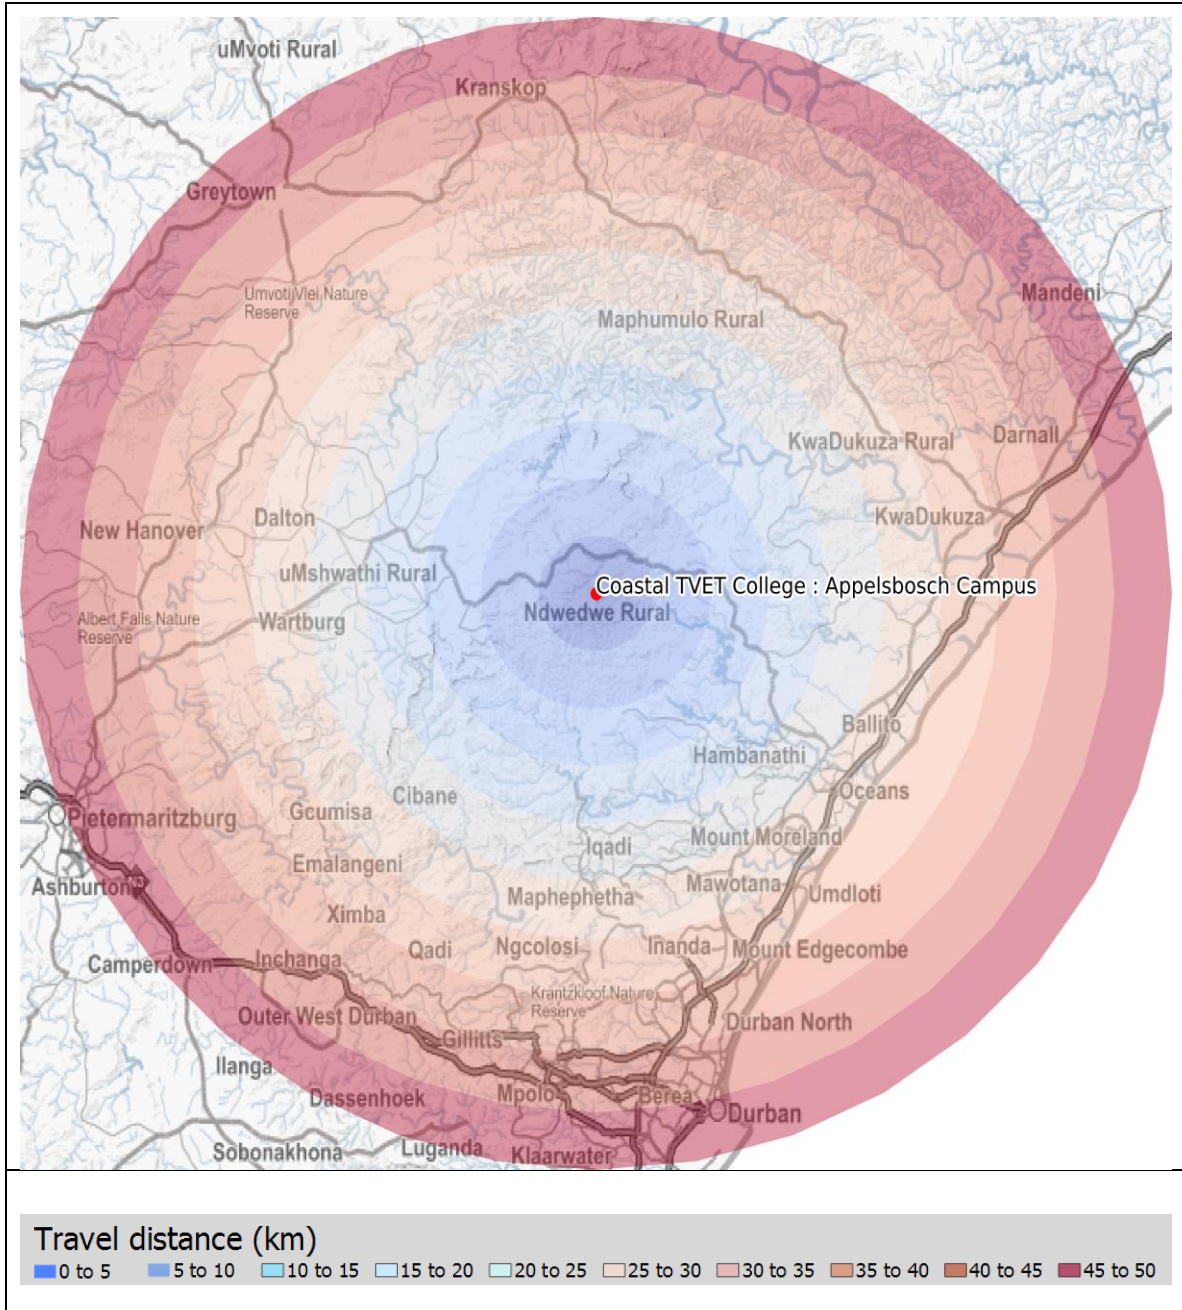 uMvoti Rural
Kranskop
Greytown
Umvoti Vlei Nature
Reserve
Mandeni
Maphumulo Rural
KwaDukuza Rural
Darnall
New Hanover
Dalton
KwaDukuza
uMshwathi Rural
Coastal TVET College : Appelsbosch Campus
Ndwedwe Rural
Albert Falls Nature
Reserve
Wartburg
Ballito
Hambanathi
Cibane
Oceans
Gcumisa
Pietermaritzburg
Mount Moreland
Iqadi
Emalangeni
Ashburton
Mawotana
Maphephetha
Umdloti
Ximba
Qadi
Ngcolosi
Inanda
Mount Edgecombe
Camperdown
Inchanga
Krantzkloof Nature
Reserve
Outer West Durban
Durban North
Gillitts
Ilanga
Dassenhoek
Mpolo
Berea
Durban
Sobonakhona
Luganda
Klaarwater
Travel distance (km)
0 to 5 5 to 10 10 to 15 15 to 20 20 to 25 25 to 30 30 to 35 35 to 40 40 to 45 45 to 50